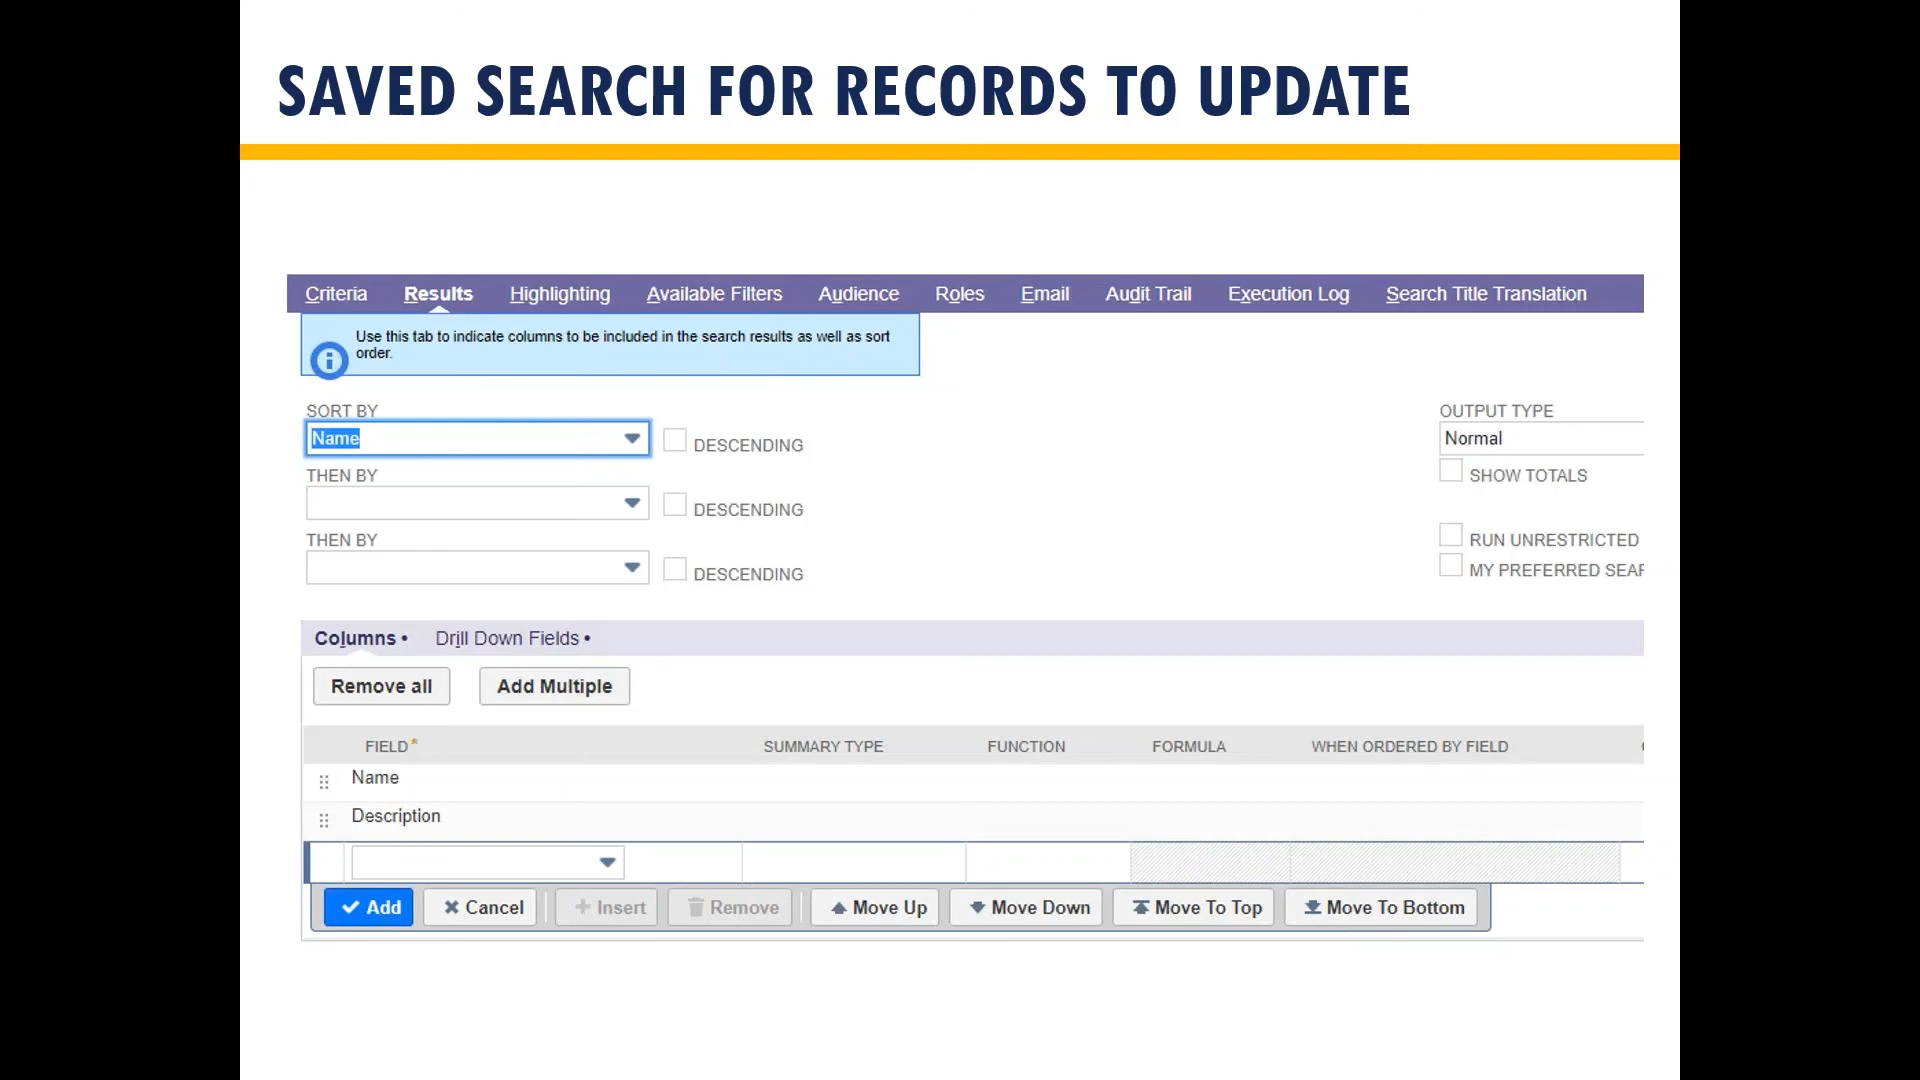 SAVED SEARCH FOR RECORDS TO UPDATE
Criteria Results Highlighting Available Filters Audience Roles Email Audit Trail Execution Log Search Title Translation
Use this tab to indicate columns to be included in the search results as well as sort
order.
SORT BY
OUTPUT TYPE
Name
DESCENDING
Normal
THEN BY
SHOW TOTALS
DESCENDING
THEN BY
RUN UNRESTRICTED
DESCENDING
MY PREFERRED SEAR
Columns • Drill Down Fields •
Remove all Add Multiple
FIELD* SUMMARY TYPE FUNCTION FORMULA WHEN ORDERED BY FIELD
Name
Description
Add Cancel Insert Remove Move Up Move Down Move To Top Move To Bottom